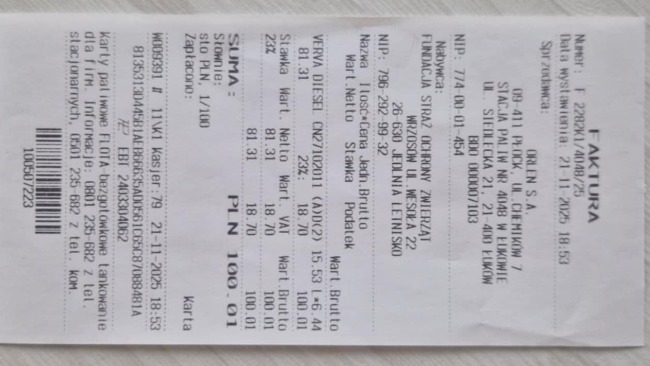 FAKTURA
Numer: F 2282K1/4048/25
Data wystawienia: 21-11-2025 18:53
Sprzedawca:
ORLEN S.A.
09-411 PŁOCK, UL.CHEMIKÓW 7
STACJA PALIW NR 4048 W ŁUKOWIE
UL. SIEDLECKA 21, 21-400 ŁUKÓW
BDO 000007103
NIP: 774-00-01-454
Nabywca:
FUNDACJA STRAŻ OCHRONY ZWIERZĄT
WRZOSÓW UL WESOŁA 22
26-630 JEDLNIA LETNISKO
NIP: 796-292-99-32
Nazwa Ilość*Cena Jedn.Brutto Wart.Brutto
Wart.Netto Stawka Podatek
VERVA DIESEL CN27102011 (A)D(2) 15.53 L*6.44
81.31 23% 18.70 100.01
Stawka Wart. Netto Wart. VAT Wart.Brutto
23% 81.31 18.70 100.01
81.31 18.70 100.01
SUMA: PLN 100.01
Słownie:
sto PLN, 1/100
Zapłacono: Karta
W009391 # 11\K1 Kasjer:79 21-11-2025 18:53
EBT 2403304062
Karty paliwowe FLOTA-bezgotówkowe tankowanie
dla firm. Informacje: 0801 235-682 z tel.
stacjonarnych, 0501 235-682 z tel. kom.
100507223